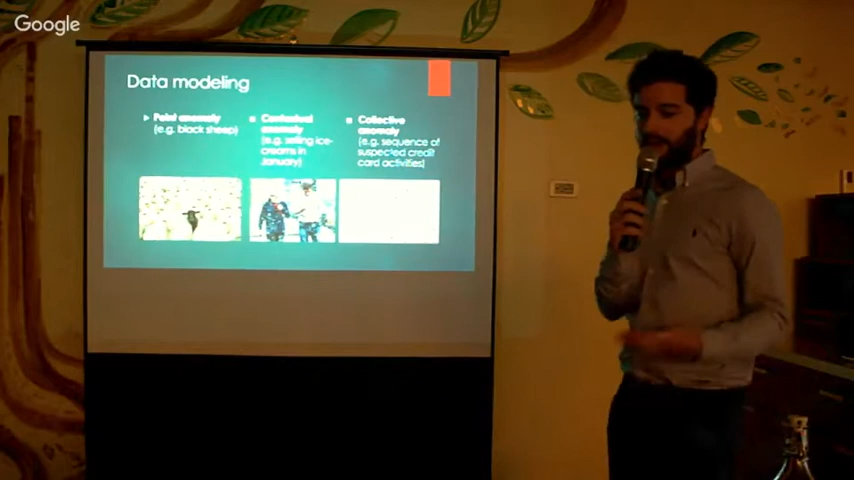 Google
Data modeling
Point anomaly
(e.g. black sheep)
Contextual
anomaly
(e.g. selling ice-
creams in
January)
Collective
anomaly
(e.g. sequence of
suspected credit
card activities)